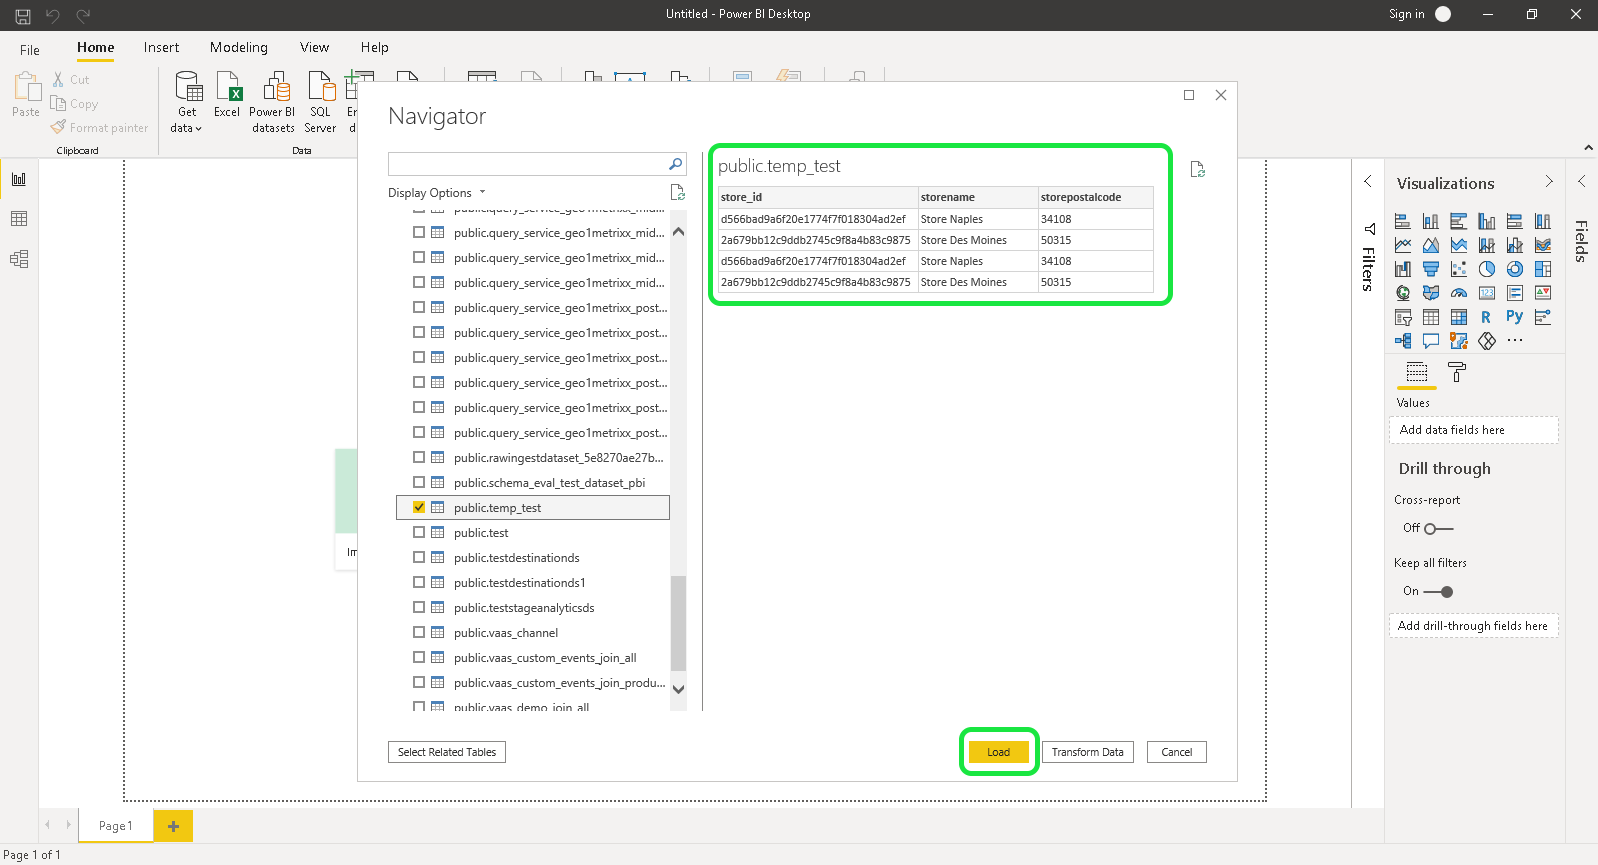 Untitled - Power BI Desktop
Sign in
File
Home
Insert
Modeling
View
Help
Paste
Cut
Copy
Format painter
Clipboard
Get data
Excel
Power BI datasets
SQL Server
Data
Navigator
Display Options
public.query_service_geo1metrixx_mid...
public.query_service_geo1metrixx_mid...
public.query_service_geo1metrixx_mid...
public.query_service_geo1metrixx_mid...
public.query_service_geo1metrixx_post...
public.query_service_geo1metrixx_post...
public.query_service_geo1metrixx_post...
public.query_service_geo1metrixx_post...
public.query_service_geo1metrixx_post...
public.query_service_geo1metrixx_post...
public.rawingestdataset_5e8270ae27b...
public.schema_eval_test_dataset_pbi
public.temp_test
public.test
public.testdestinationds
public.testdestinationds1
public.teststageanalyticsds
public.vaas_channel
public.vaas_custom_events_join_all
public.vaas_custom_events_join_produ...
public.vaas_demo_join_all
public.temp_test
store_id storename storepostalcode
d566bad9a6f20e1774f7f018304ad2ef Store Naples 34108
2a679bb12c9ddb2745c9f8a4b83c9875 Store Des Moines 50315
d566bad9a6f20e1774f7f018304ad2ef Store Naples 34108
2a679bb12c9ddb2745c9f8a4b83c9875 Store Des Moines 50315
Select Related Tables
Load
Transform Data
Cancel
Filters
Visualizations
123
R
Py
Values
Add data fields here
Drill through
Cross-report
Off
Keep all filters
On
Add drill-through fields here
Fields
Page 1
Page 1 of 1